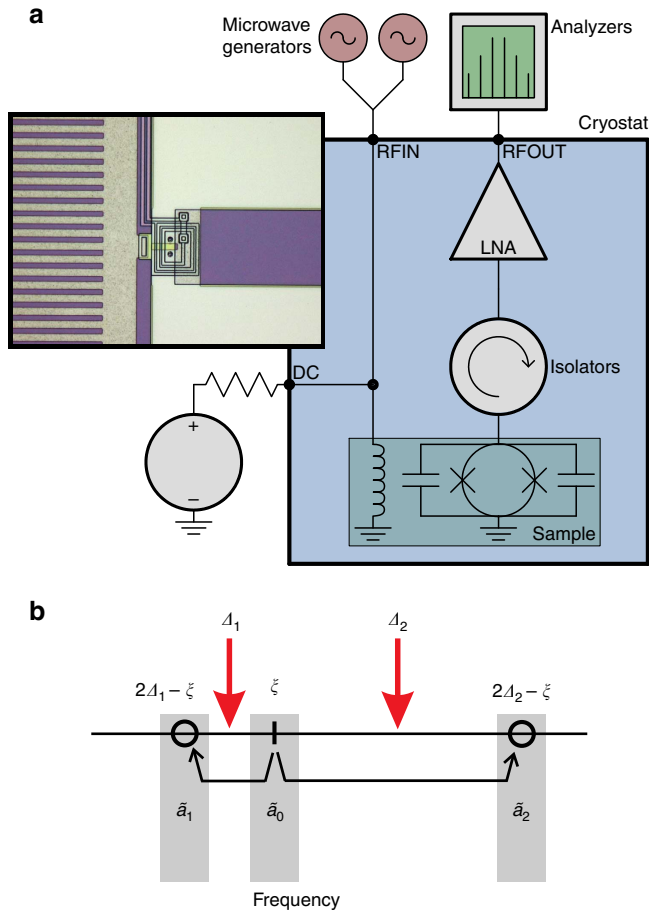 a
Microwave
generators
Analyzers
Cryostat
RFIN
RFOUT
LNA
DC
Isolators
+
−
Sample
b
Δ₁
Δ₂
2Δ₁ − ξ
ξ
2Δ₂ − ξ
ã₁
ã₀
ã₂
Frequency